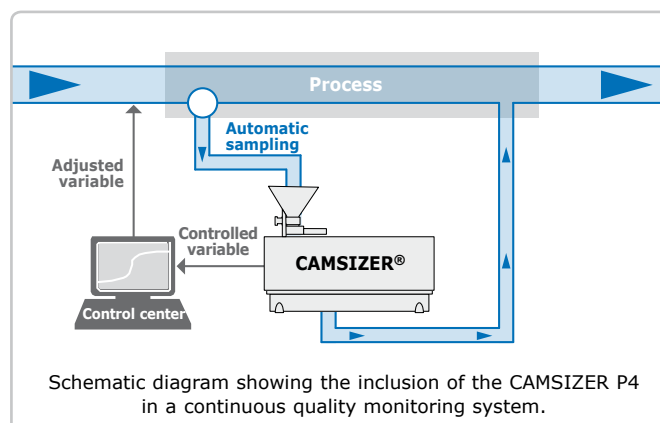 Process
Automatic
sampling
Adjusted
variable
Controlled
variable
CAMSIZER®
Control center
Schematic diagram showing the inclusion of the CAMSIZER P4
in a continuous quality monitoring system.